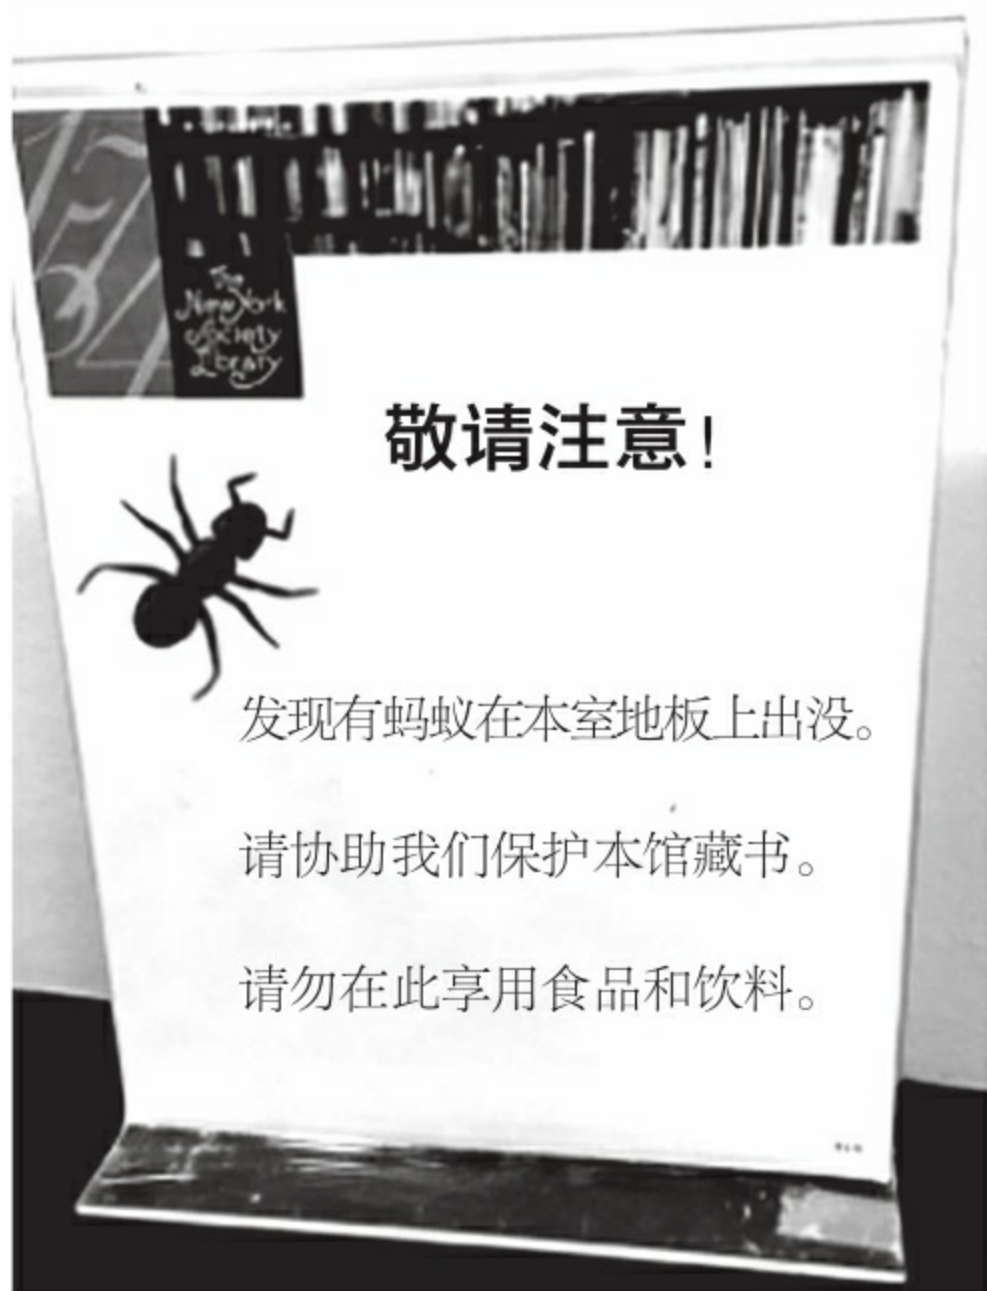 The
New York
Society
Library
敬请注意！
发现有蚂蚁在本室地板上出没。
请协助我们保护本馆藏书。
请勿在此享用食品和饮料。